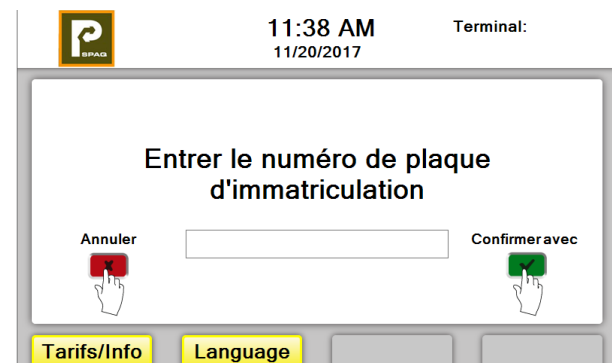 SPAQ
11:38 AM
Terminal:
11/20/2017
Entrer le numéro de plaque
d'immatriculation
Annuler
Confirmer avec
Tarifs/Info
Language